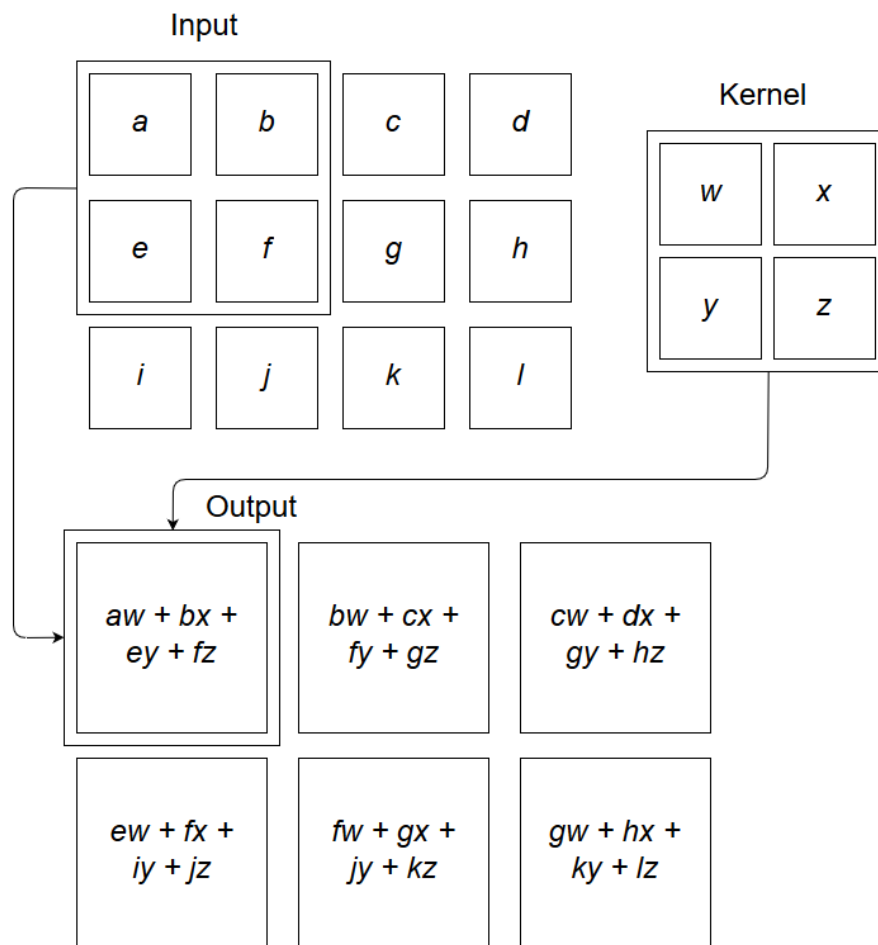 Input
a b c d
Kernel
w x
e f g h
y z
i j k l
Output
aw + bx + bw + cx + cw + dx +
ey + fz fy + gz gy + hz
ew + fx + fw + gx + gw + hx +
iy + jz jy + kz ky + lz